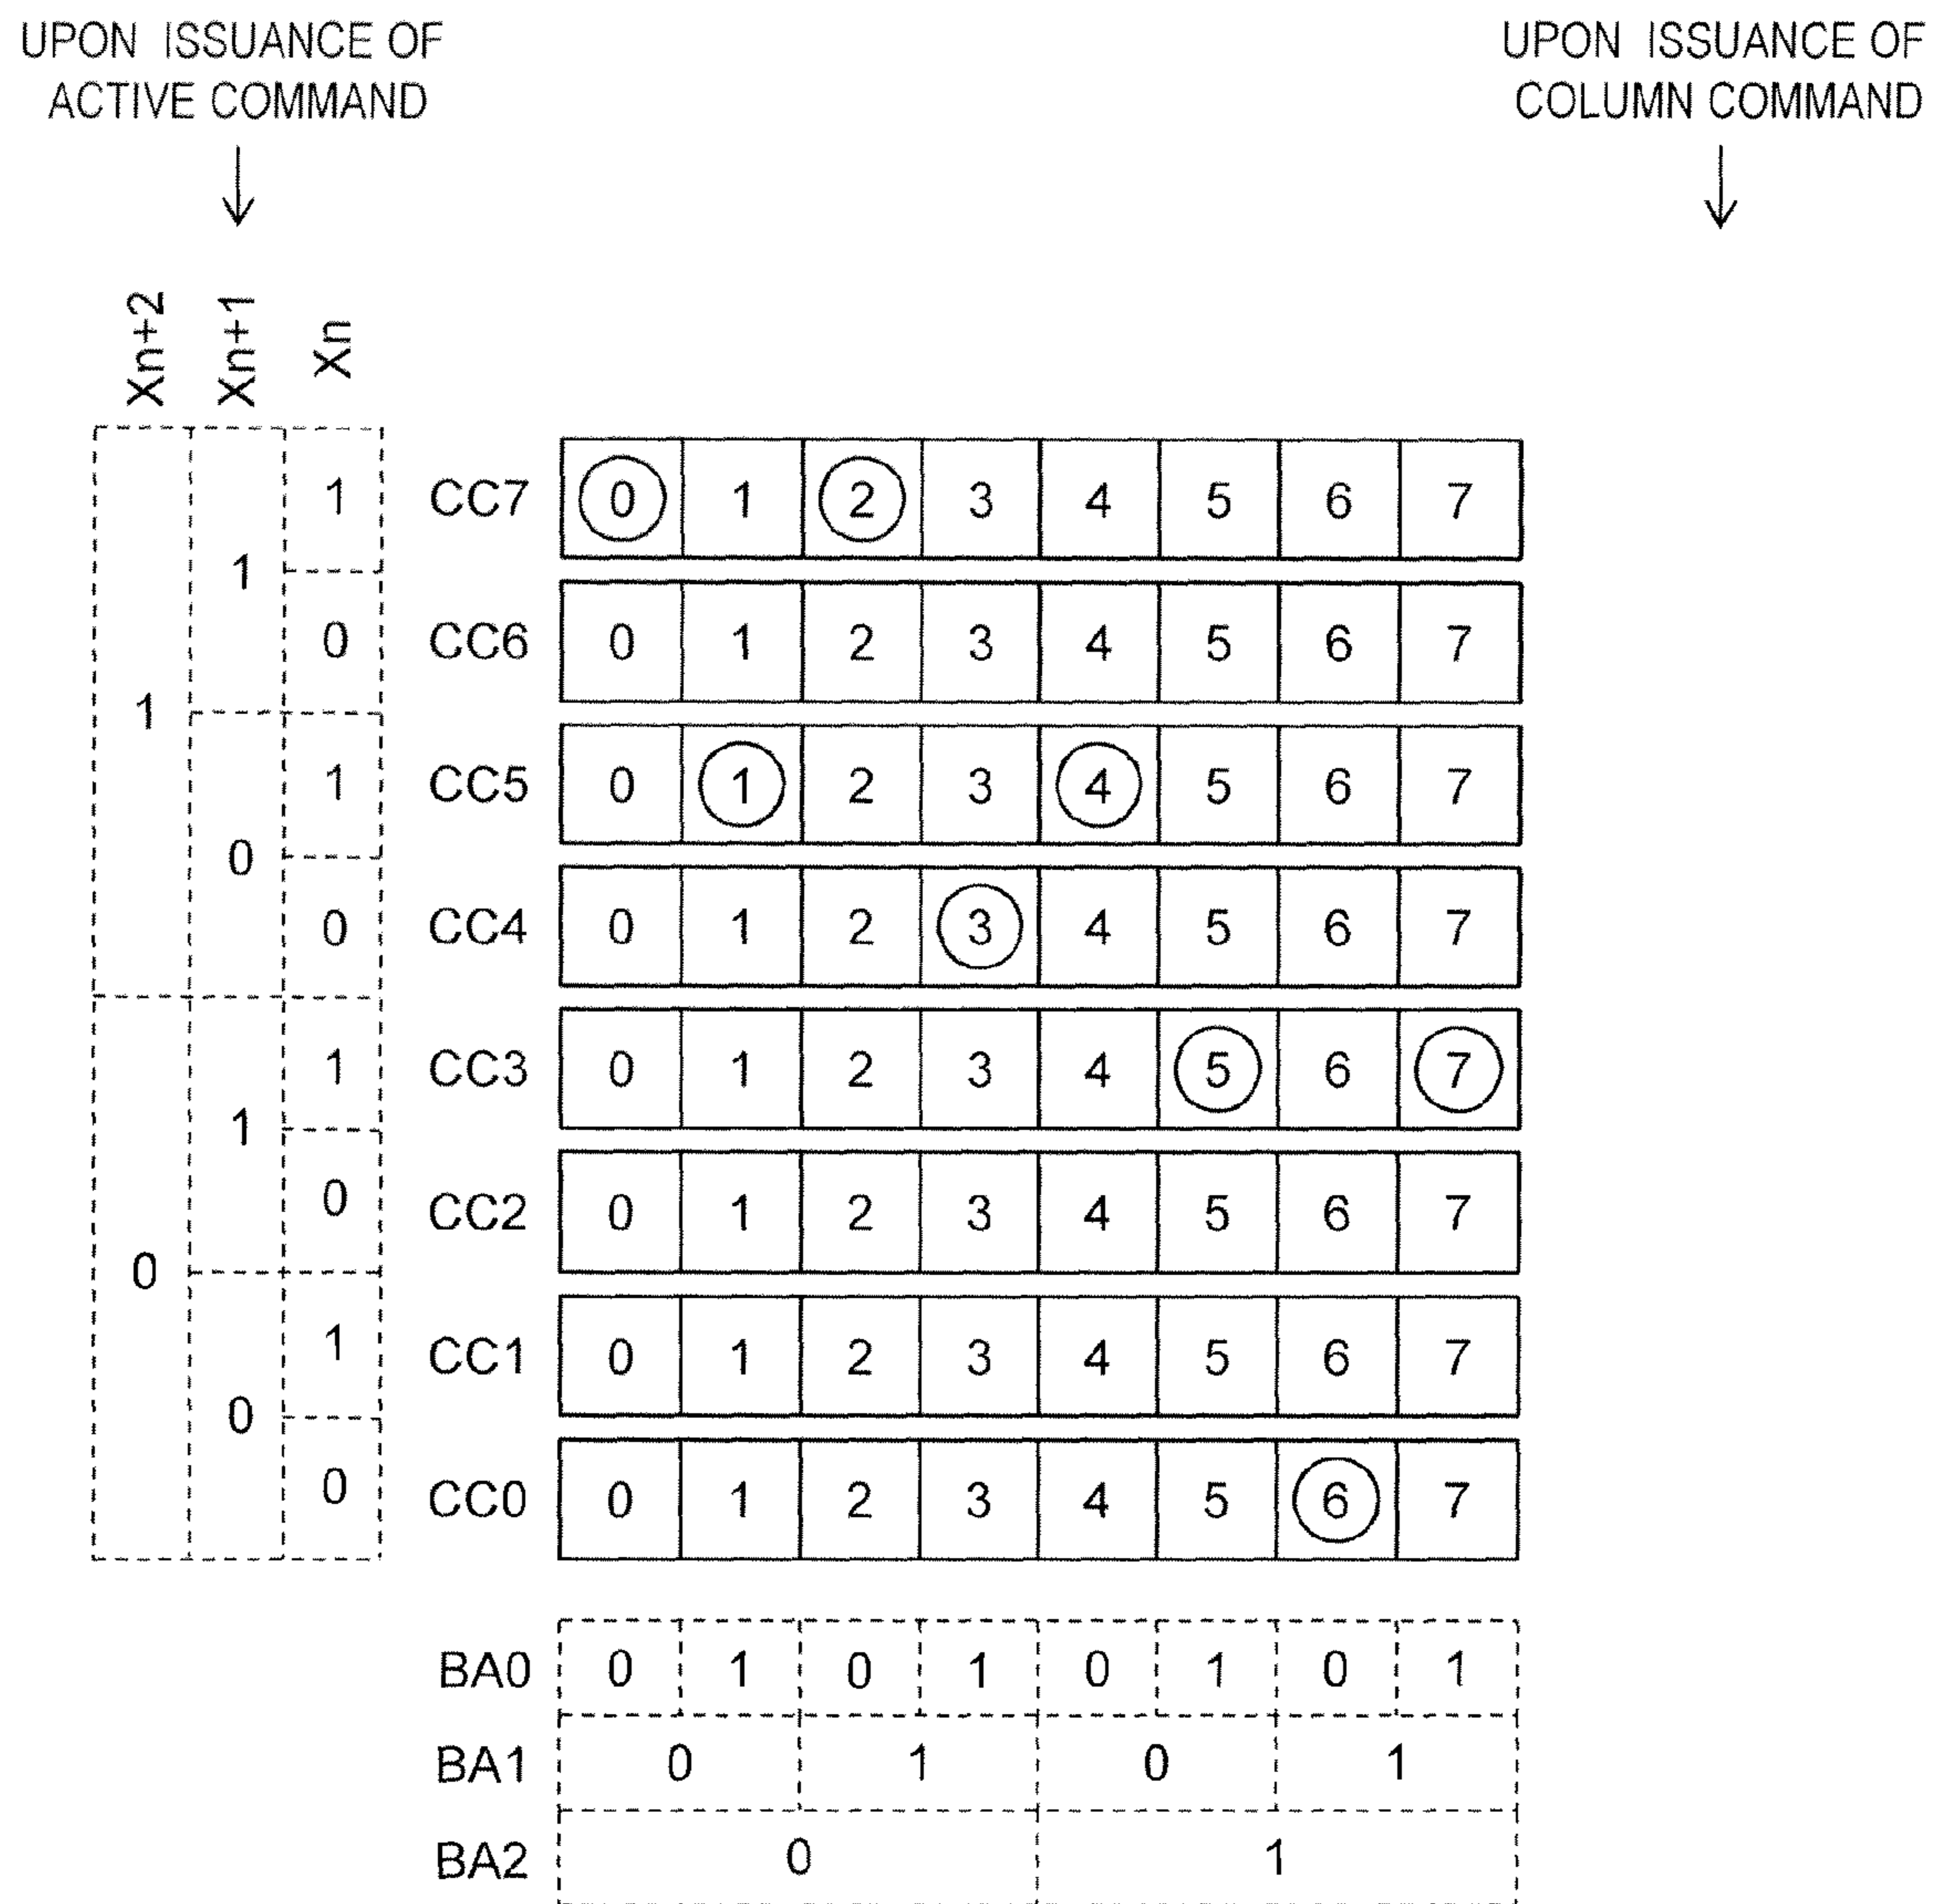 UPON ISSUANCE OF
ACTIVE COMMAND
UPON ISSUANCE OF
COLUMN COMMAND
Xn+2
Xn+1
Xn
1 CC7 0 1 2 3 4 5 6 7
1
0 CC6 0 1 2 3 4 5 6 7
1
1 CC5 0 1 2 3 4 5 6 7
0
0 CC4 0 1 2 3 4 5 6 7
1 CC3 0 1 2 3 4 5 6 7
1
0 CC2 0 1 2 3 4 5 6 7
0
1 CC1 0 1 2 3 4 5 6 7
0
0 CC0 0 1 2 3 4 5 6 7
BA0 0 1 0 1 0 1 0 1
BA1 0 1 0 1
BA2 0 1